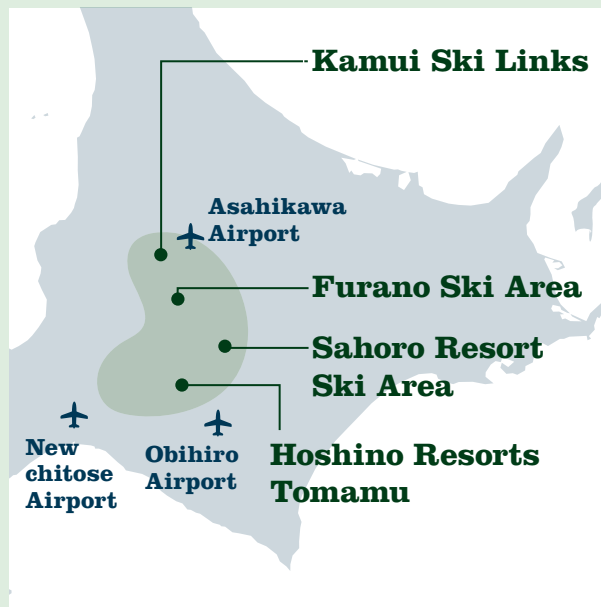 Kamui Ski Links
Asahikawa
Airport
Furano Ski Area
Sahoro Resort
Ski Area
New
chitose
Airport
Obihiro
Airport
Hoshino Resorts
Tomamu